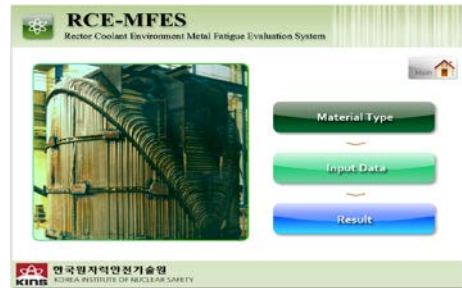 RCE-MFES
Rector Coolant Environment Metal Fatigue Evaluation System
Main
Material Type
Input Data
Result
KINS 한국원자력안전기술원
KOREA INSTITUTE OF NUCLEAR SAFETY